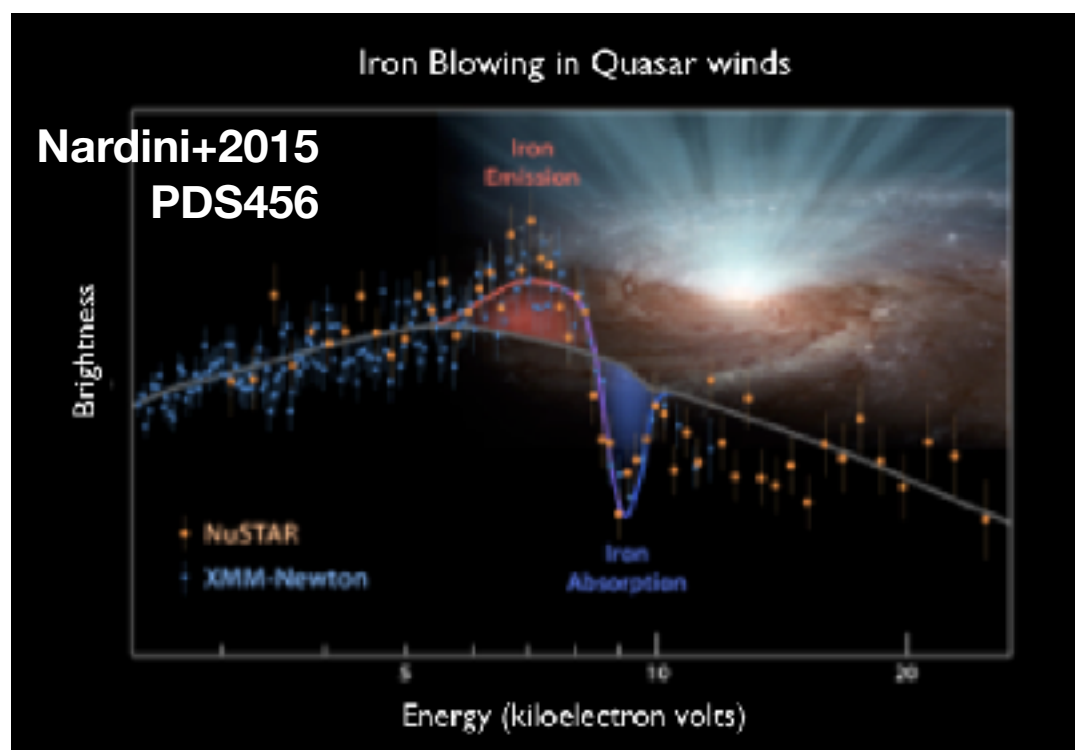 Iron Blowing in Quasar winds
Nardini+2015
PDS456
Iron
Emission
Brightness
NuSTAR
XMM-Newton
Iron
Absorption
5
10
20
Energy (kiloelectron volts)